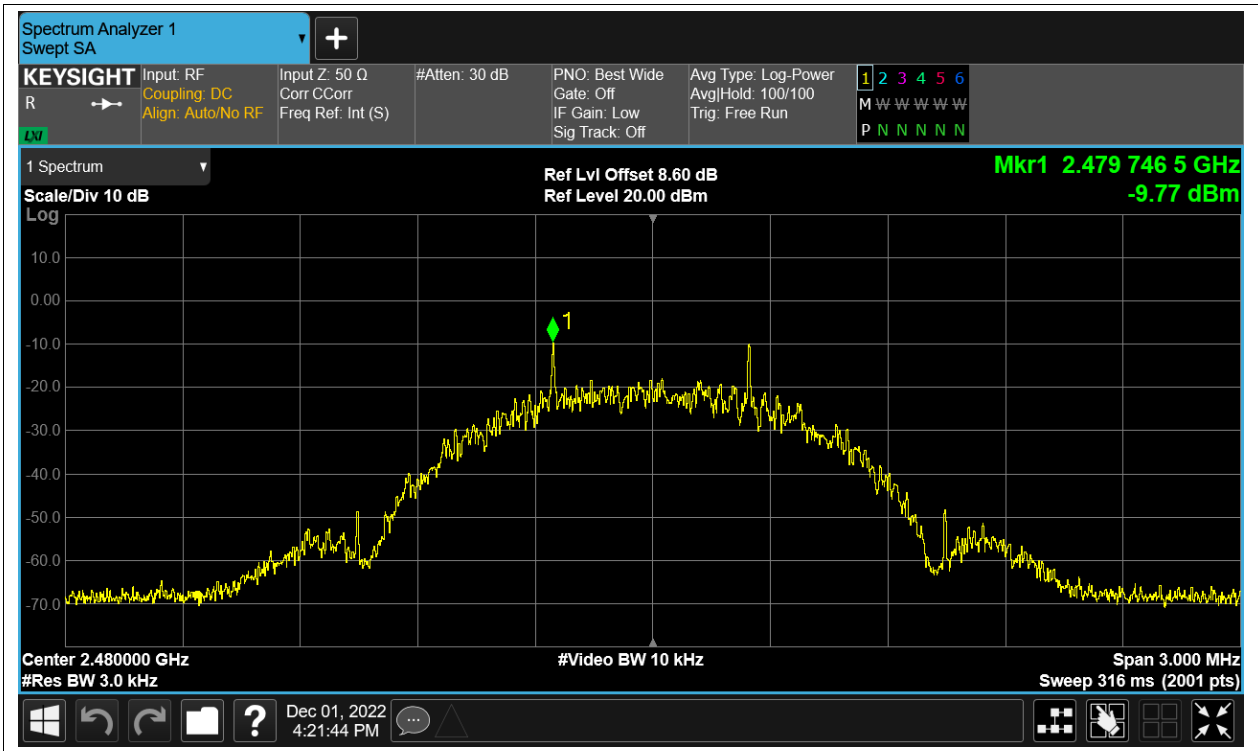 Spectrum Analyzer 1
Swept SA
KEYSIGHT
R
LXI
Input: RF
Coupling: DC
Align: Auto/No RF
Input Z: 50 Ω
Corr CCorr
Freq Ref: Int (S)
#Atten: 30 dB
PNO: Best Wide
Gate: Off
IF Gain: Low
Sig Track: Off
Avg Type: Log-Power
Avg|Hold: 100/100
Trig: Free Run
1 2 3 4 5 6
M W W W W W
P N N N N N
1 Spectrum
Scale/Div 10 dB
Log
Ref Lvl Offset 8.60 dB
Ref Level 20.00 dBm
Mkr1 2.479 746 5 GHz
-9.77 dBm
10.0
0.00
-10.0
-20.0
-30.0
-40.0
-50.0
-60.0
-70.0
1
Center 2.480000 GHz
#Res BW 3.0 kHz
#Video BW 10 kHz
Span 3.000 MHz
Sweep 316 ms (2001 pts)
?
Dec 01, 2022
4:21:44 PM